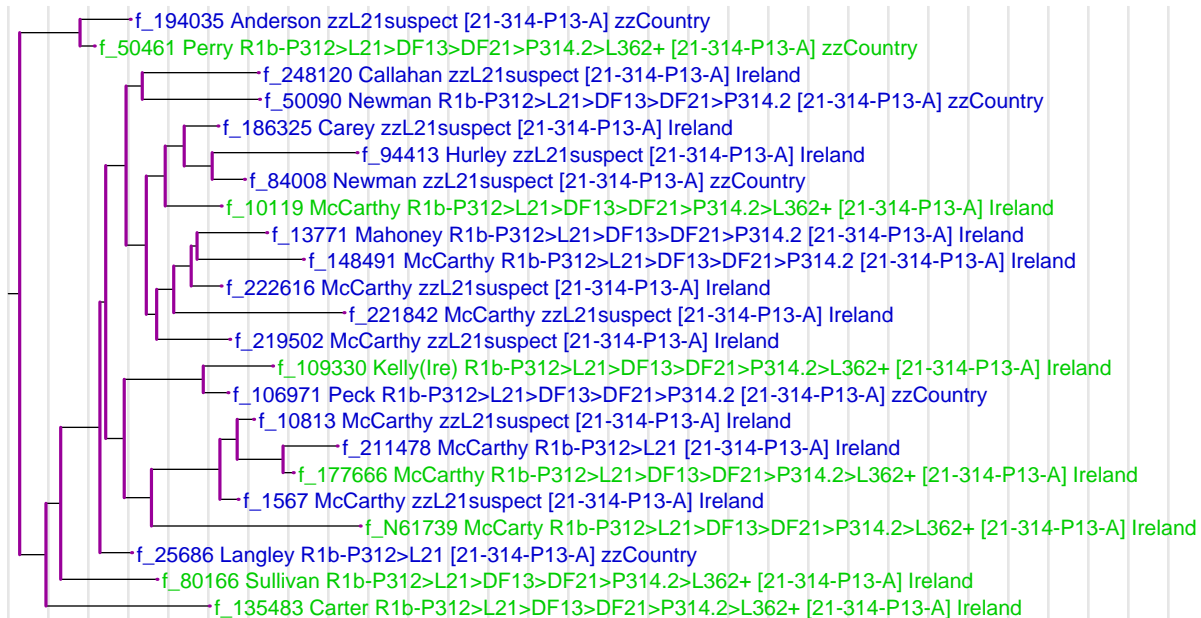 f_194035 Anderson zzL21suspect [21-314-P13-A] zzCountry
f_50461 Perry R1b-P312>L21>DF13>DF21>P314.2>L362+ [21-314-P13-A] zzCountry
f_248120 Callahan zzL21suspect [21-314-P13-A] Ireland
f_50090 Newman R1b-P312>L21>DF13>DF21>P314.2 [21-314-P13-A] zzCountry
f_186325 Carey zzL21suspect [21-314-P13-A] Ireland
f_94413 Hurley zzL21suspect [21-314-P13-A] Ireland
f_84008 Newman zzL21suspect [21-314-P13-A] zzCountry
f_10119 McCarthy R1b-P312>L21>DF13>DF21>P314.2>L362+ [21-314-P13-A] Ireland
f_13771 Mahoney R1b-P312>L21>DF13>DF21>P314.2 [21-314-P13-A] Ireland
f_148491 McCarthy R1b-P312>L21>DF13>DF21>P314.2 [21-314-P13-A] Ireland
f_222616 McCarthy zzL21suspect [21-314-P13-A] Ireland
f_221842 McCarthy zzL21suspect [21-314-P13-A] Ireland
f_219502 McCarthy zzL21suspect [21-314-P13-A] Ireland
f_109330 Kelly(Ire) R1b-P312>L21>DF13>DF21>P314.2>L362+ [21-314-P13-A] Ireland
f_106971 Peck R1b-P312>L21>DF13>DF21>P314.2 [21-314-P13-A] zzCountry
f_10813 McCarthy zzL21suspect [21-314-P13-A] Ireland
f_211478 McCarthy R1b-P312>L21 [21-314-P13-A] Ireland
f_177666 McCarthy R1b-P312>L21>DF13>DF21>P314.2>L362+ [21-314-P13-A] Ireland
f_1567 McCarthy zzL21suspect [21-314-P13-A] Ireland
f_N61739 McCarty R1b-P312>L21>DF13>DF21>P314.2>L362+ [21-314-P13-A] Ireland
f_25686 Langley R1b-P312>L21 [21-314-P13-A] zzCountry
f_80166 Sullivan R1b-P312>L21>DF13>DF21>P314.2>L362+ [21-314-P13-A] Ireland
f_135483 Carter R1b-P312>L21>DF13>DF21>P314.2>L362+ [21-314-P13-A] Ireland